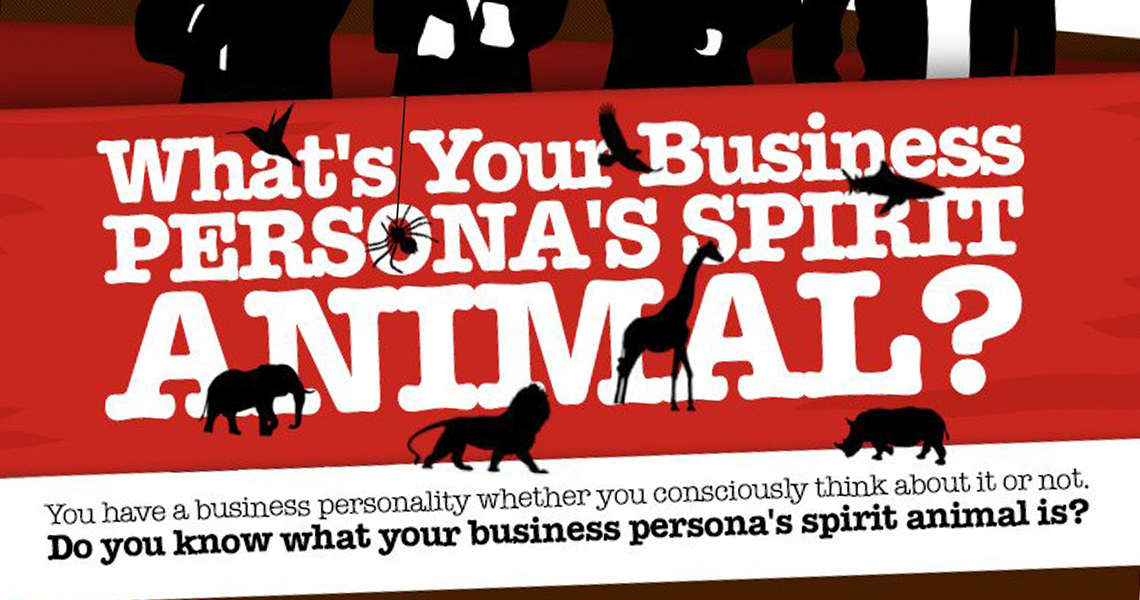 What's Your Business
PERSONA'S SPIRIT
ANIMAL?
You have a business personality whether you consciously think about it or not.
Do you know what your business persona's spirit animal is?